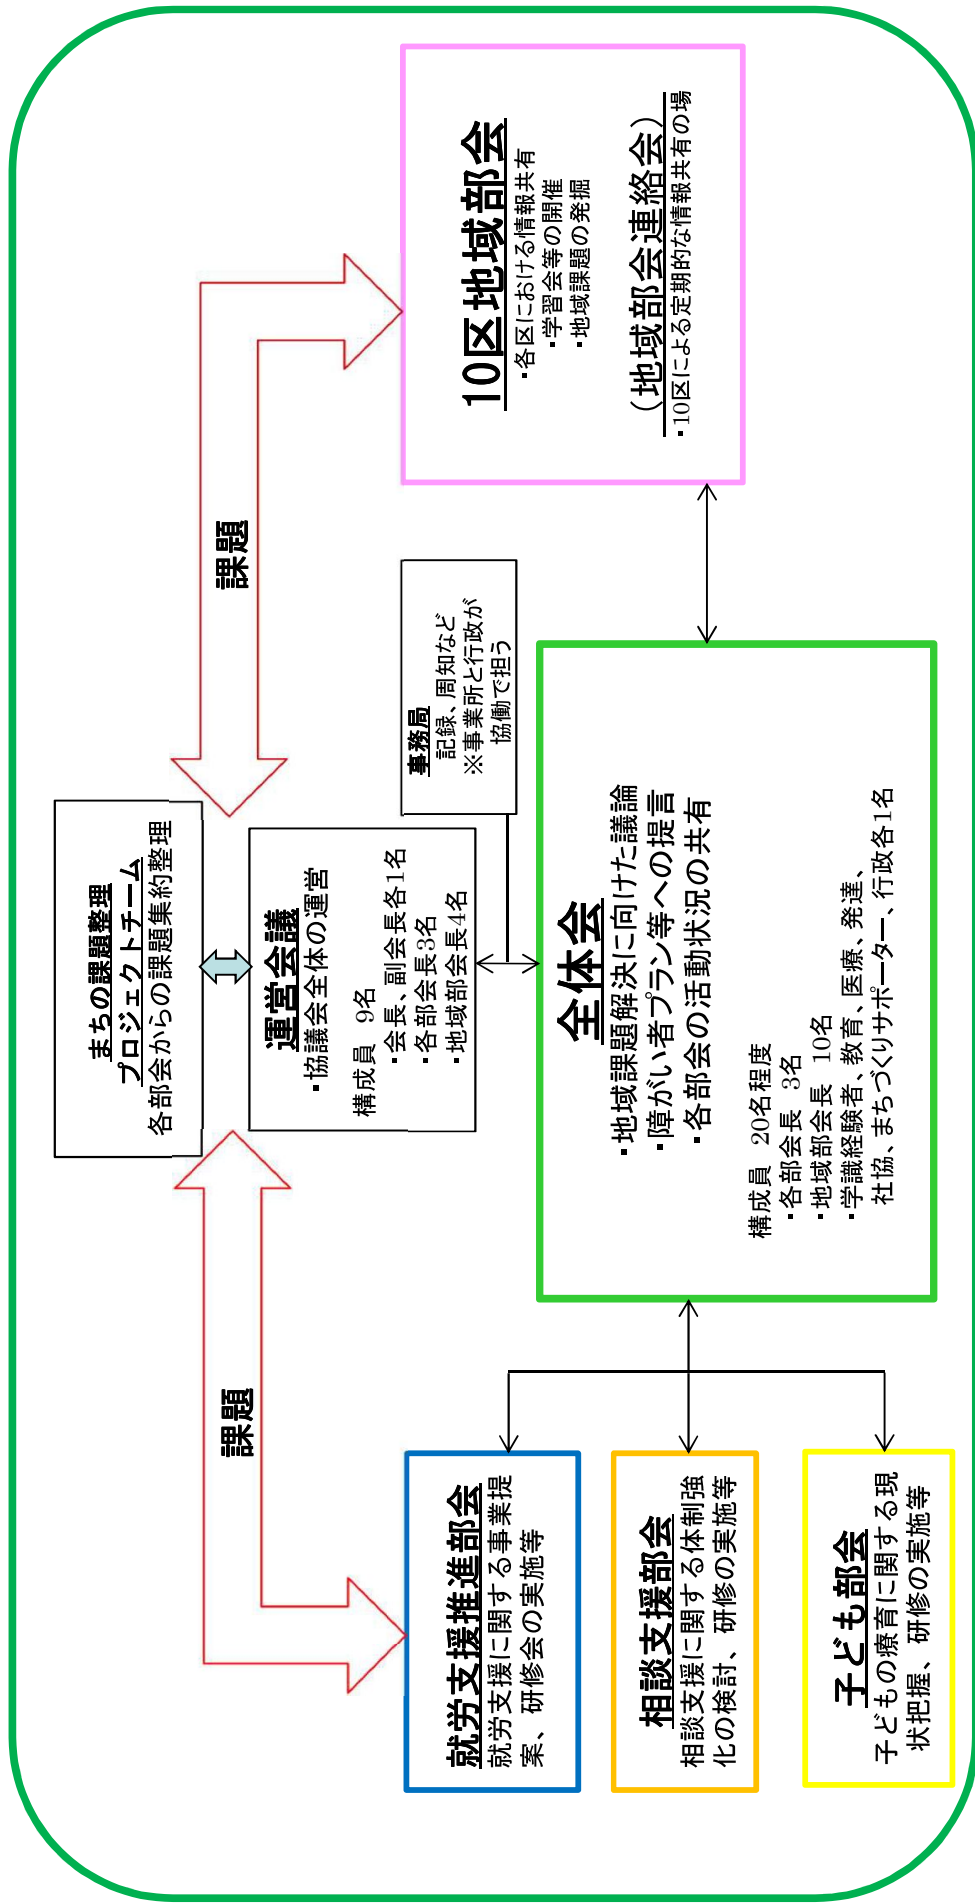 まちの課題整理
プロジェクトチーム
各部会からの課題集約整理
課題
課題
運営会議
・協議会全体の運営
構成員 9名
・会長、副会長各1名
・各部会長3名
・地域部会長4名
事務局
記録、周知など
※事業所と行政が
協働で担う
就労支援推進部会
就労支援に関する事業提
案、研修会の実施等
相談支援部会
相談支援に関する体制強
化の検討、研修の実施等
子ども部会
子どもの療育に関する現
状把握、研修の実施等
全体会
・地域課題解決に向けた議論
・障がい者プラン等への提言
・各部会の活動状況の共有
構成員 20名程度
・各部会長 3名
・地域部会長 10名
・学識経験者、教育、医療、発達、
社協、まちづくりサポーター、行政各1名
10区地域部会
・各区における情報共有
・学習会等の開催
・地域課題の発掘
（地域部会連絡会）
・10区による定期的な情報共有の場